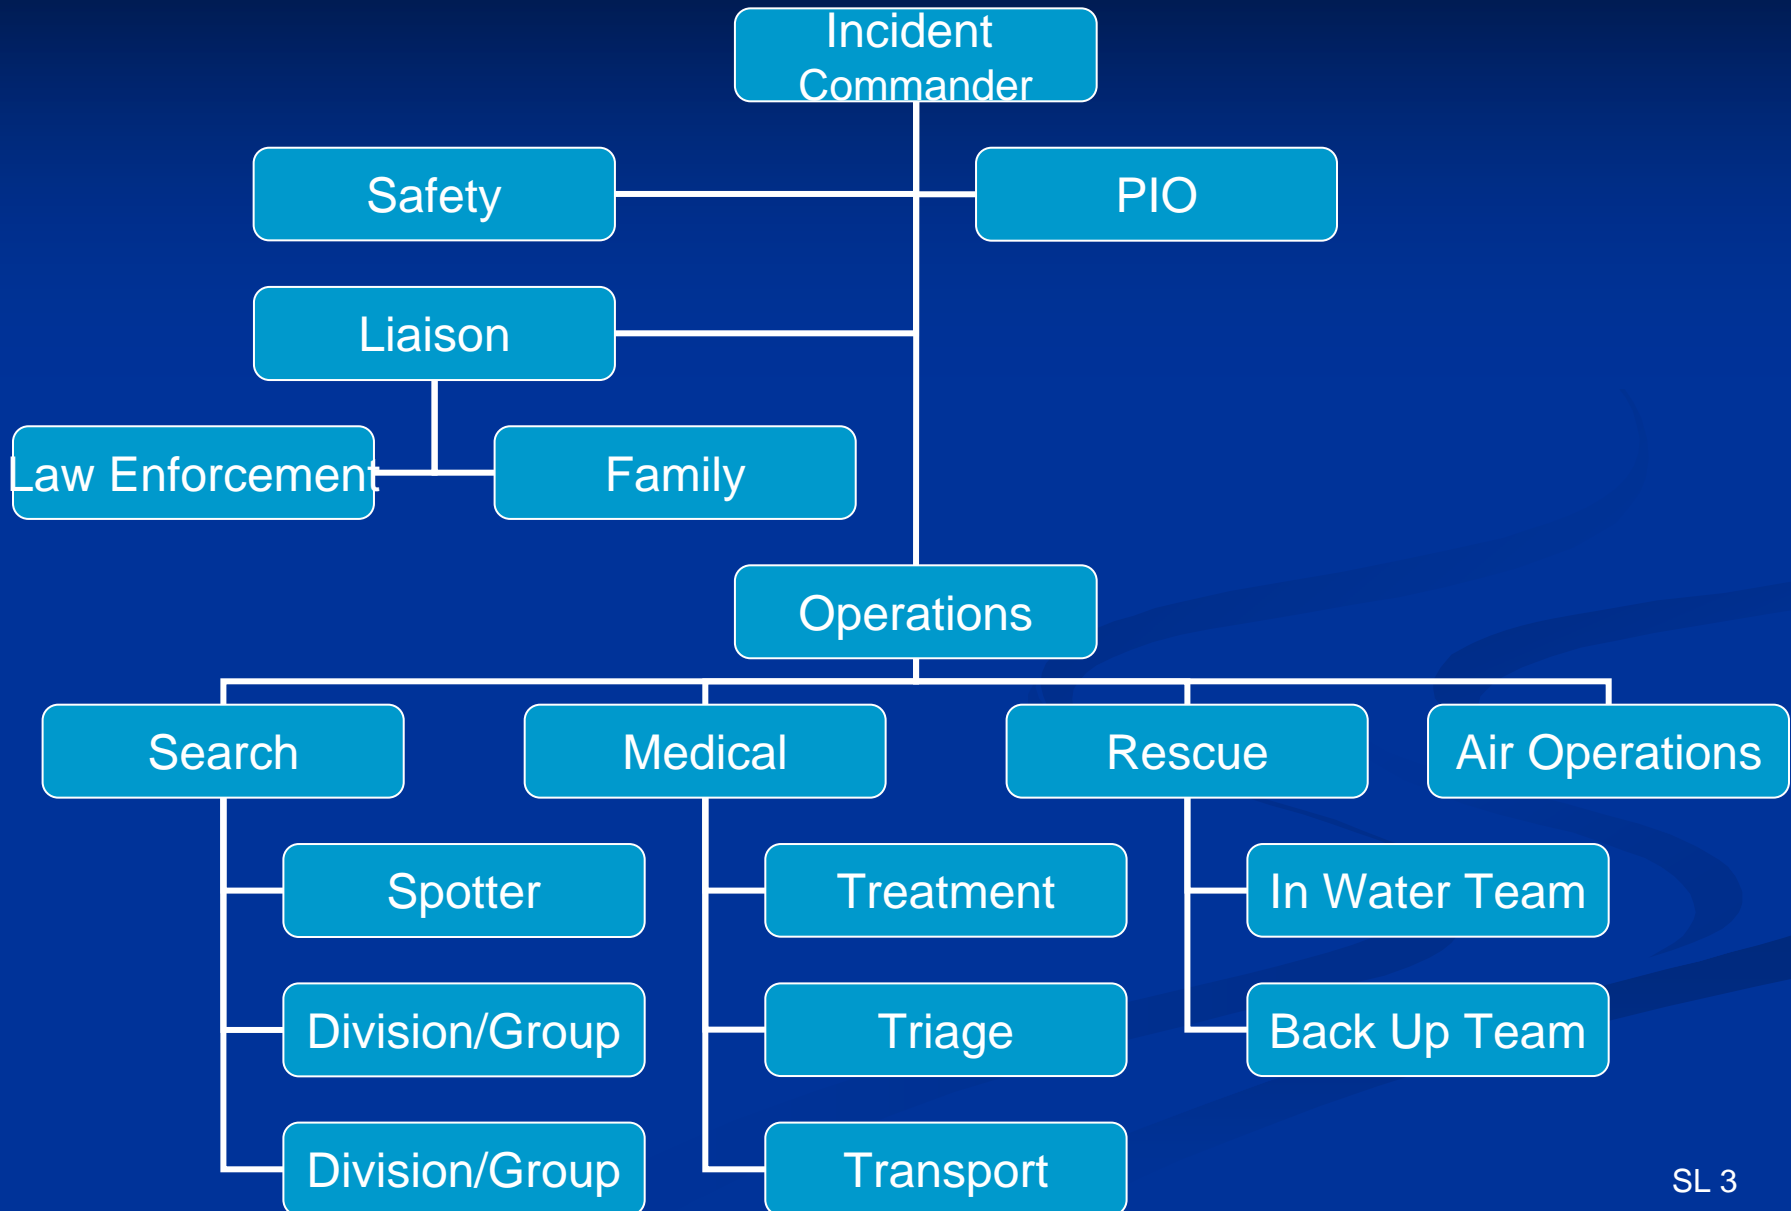 Incident
Commander
Safety
PIO
Liaison
Law Enforcement
Family
Operations
Search
Medical
Rescue
Air Operations
Spotter
Treatment
In Water Team
Division/Group
Triage
Back Up Team
Division/Group
Transport
SL 3